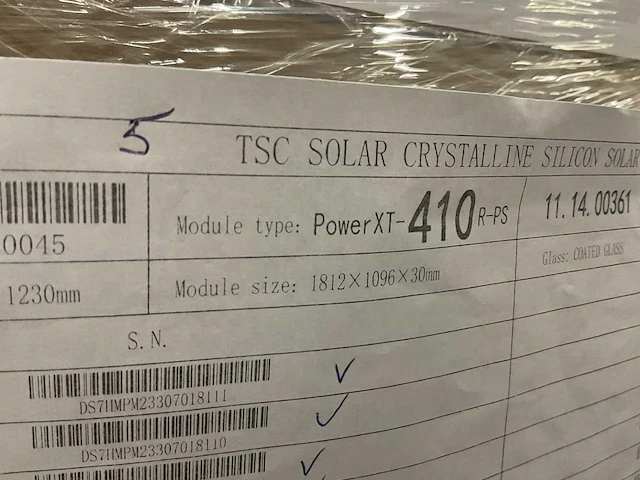 5
TSC SOLAR CRYSTALLINE SILICON SOLAR
0045
Module type: PowerXT-410R-PS
11.14.00361
1230mm
Module size: 1812×1096×30mm
Glass: COATED GLASS
S.N.
DS7HMPM23307018111
DS7HMPM23307018110